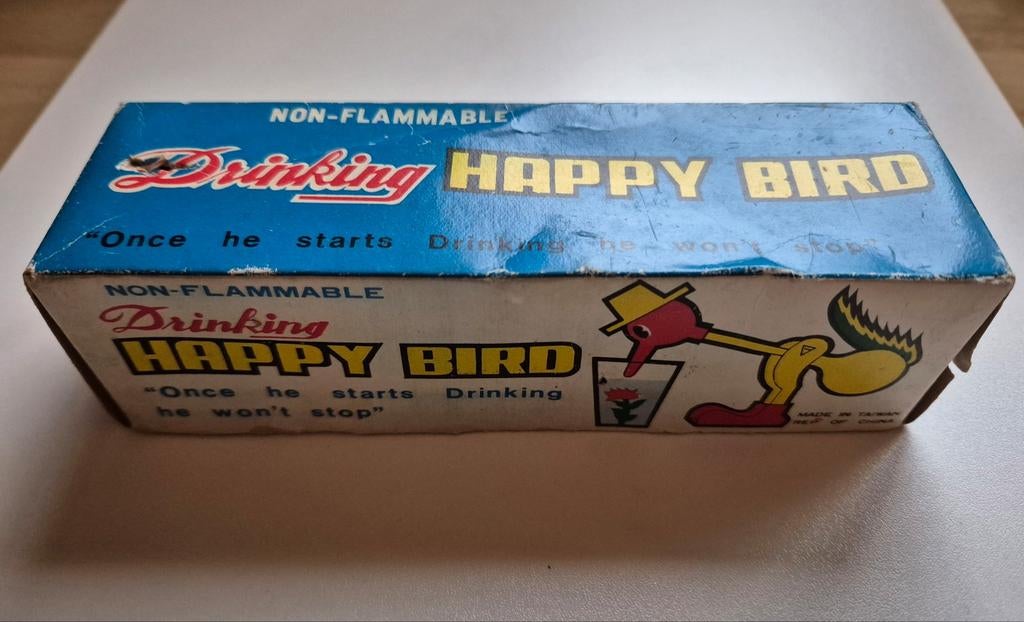 NON-FLAMMABLE
Drinking HAPPY BIRD
"Once he starts Drinking he won't stop"
NON-FLAMMABLE
Drinking
HAPPY BIRD
"Once he starts Drinking
he won't stop"
MADE IN TAIWAN
REP OF CHINA